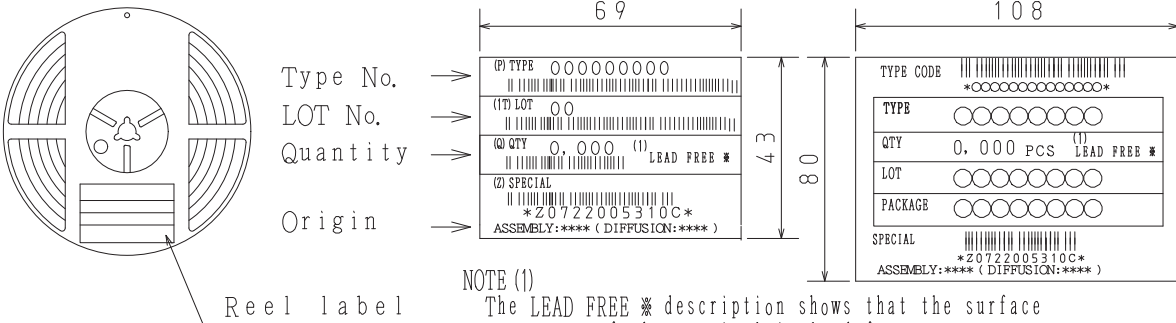 69
108
Type No.
LOT No.
Quantity
Origin
Reel label
(P) TYPE 000000000
(1T) LOT 00
(Q) QTY 0, 000 (1) LEAD FREE ※
(Z) SPECIAL
*Z0722005310C*
ASSEMBLY:**** ( DIFFUSION:**** )
43
80
TYPE CODE
*○○○○○○○○○○○○○*
TYPE ○○○○○○○○
QTY 0, 000 PCS (1) LEAD FREE ※
LOT ○○○○○○○○
PACKAGE ○○○○○○○○
SPECIAL
*Z0722005310C*
ASSEMBLY:**** ( DIFFUSION:**** )
NOTE (1)
The LEAD FREE ※ description shows that the surface